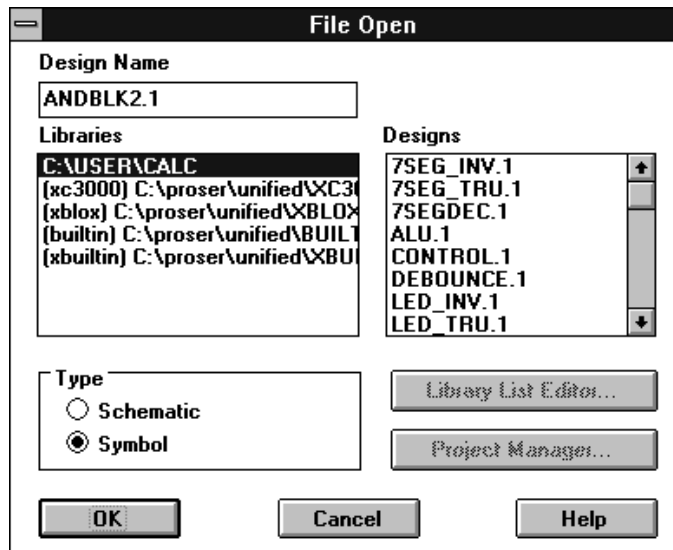 File Open
Design Name
ANDBLK2.1
Libraries
C:\USER\CALC
(xc3000) C:\proser\unified\XC3
(xblox) C:\proser\unified\XBLOX
(builtin) C:\proser\unified\BUILT
(xbuiltin) C:\proser\unified\XBUI
Designs
7SEG_INV.1
7SEG_TRU.1
7SEGDEC.1
ALU.1
CONTROL.1
DEBOUNCE.1
LED_INV.1
LED_TRU.1
Type
Schematic
Symbol
Library List Editor...
Project Manager...
OK
Cancel
Help